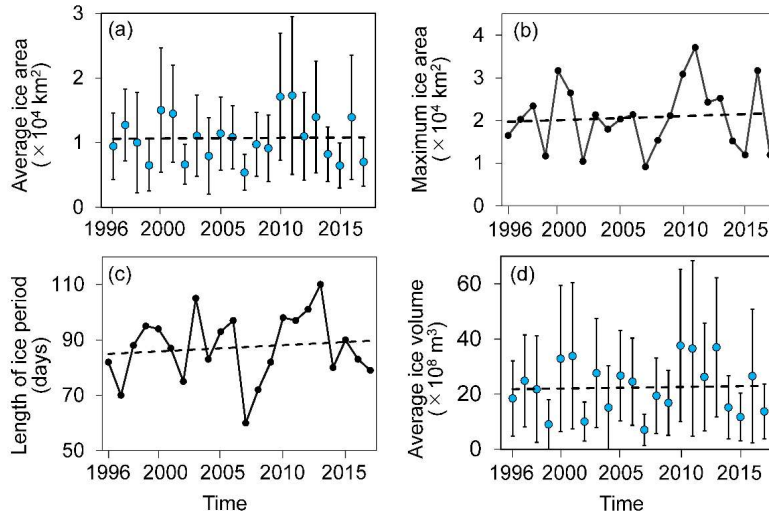 (a)
Average ice area
(×10⁴ km²)
3
2
1
0
1996 2000 2005 2010 2015
(b)
Maximum ice area
(×10⁴ km²)
4
3
2
1
0
1996 2000 2005 2010 2015
(c)
Length of ice period
(days)
110
90
70
50
1996 2000 2005 2010 2015
Time
(d)
Average ice volume
(×10⁸ m³)
60
40
20
0
1996 2000 2005 2010 2015
Time